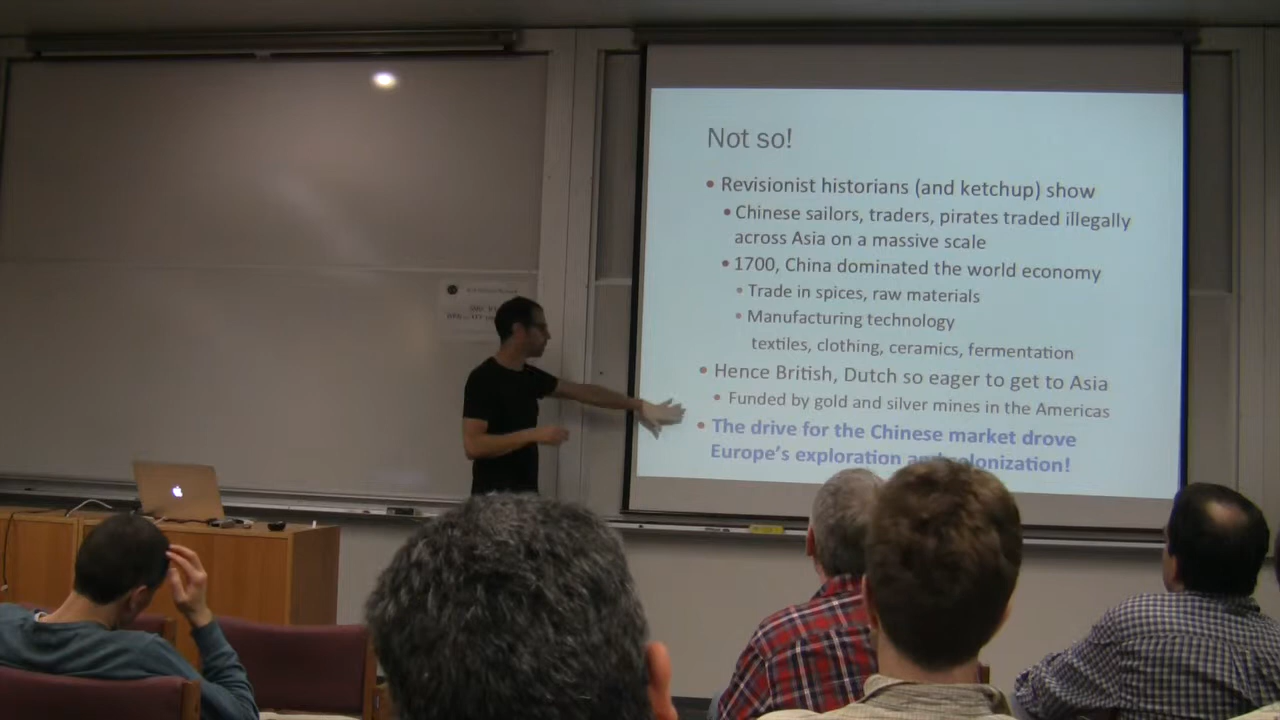 Not so!
• Revisionist historians (and ketchup) show
• Chinese sailors, traders, pirates traded illegally
across Asia on a massive scale
• 1700, China dominated the world economy
• Trade in spices, raw materials
• Manufacturing technology
textiles, clothing, ceramics, fermentation
• Hence British, Dutch so eager to get to Asia
• Funded by gold and silver mines in the Americas
• The drive for the Chinese market drove
Europe's exploration and colonization!